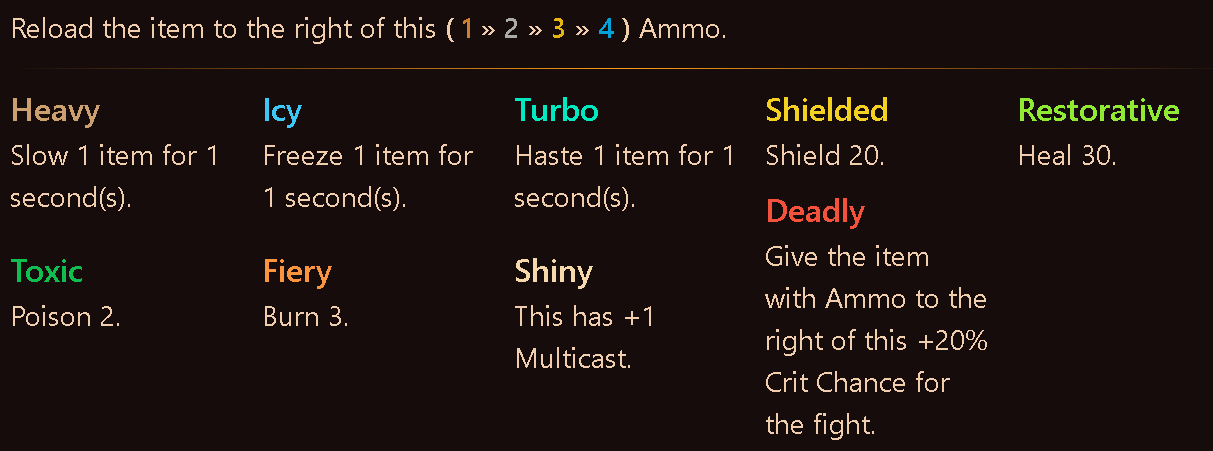 Reload the item to the right of this ( 1 » 2 » 3 » 4 ) Ammo.
Heavy
Slow 1 item for 1
second(s).
Icy
Freeze 1 item for
1 second(s).
Turbo
Haste 1 item for 1
second(s).
Shielded
Shield 20.
Restorative
Heal 30.
Toxic
Poison 2.
Fiery
Burn 3.
Shiny
This has +1
Multicast.
Deadly
Give the item
with Ammo to the
right of this +20%
Crit Chance for
the fight.